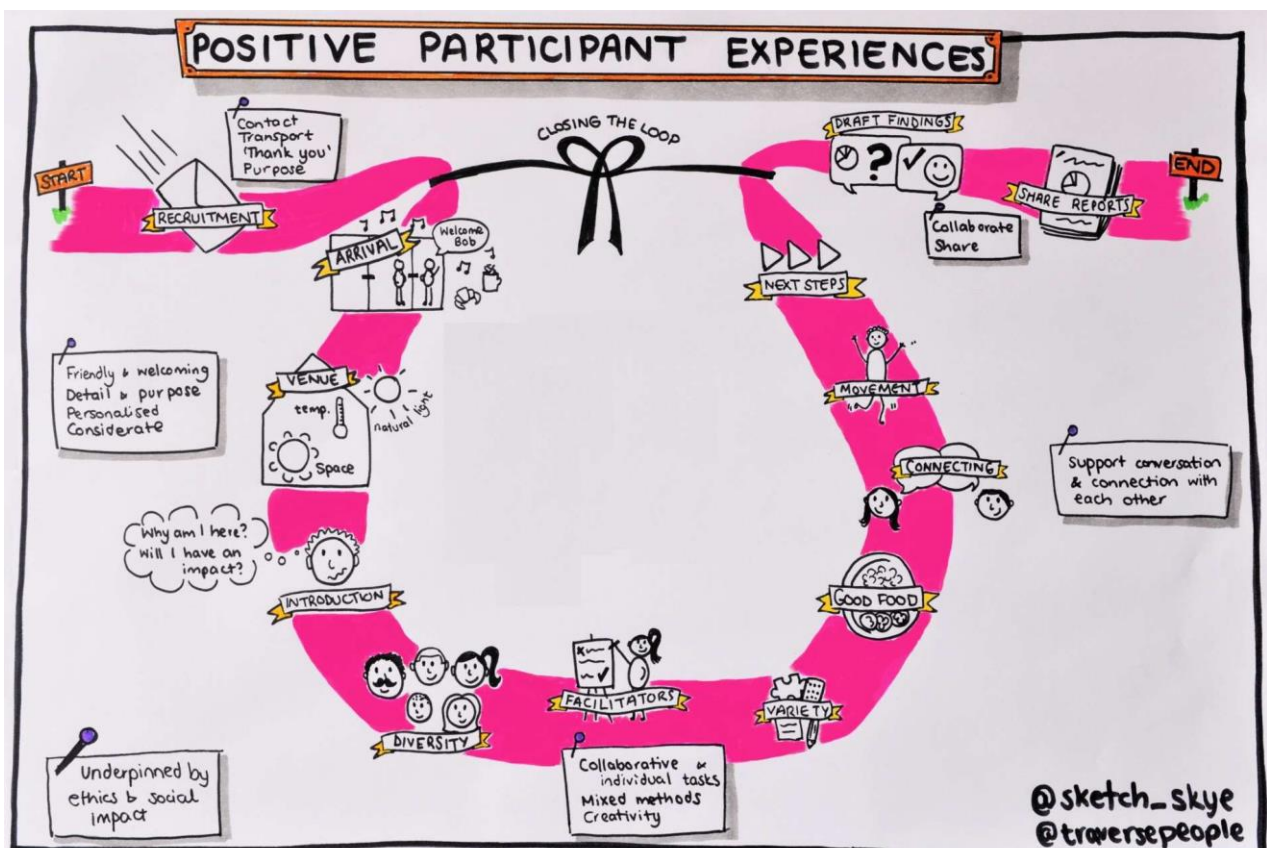 POSITIVE PARTICIPANT EXPERIENCES
START
RECRUITMENT
Contact
Transport
'Thank you'
Purpose
CLOSING THE LOOP
ARRIVAL
Welcome
Bob
Friendly & welcoming
Detail & purpose
Personalised
Considerate
VENUE
temp.
natural light
Space
Why am I here?
Will I have an
impact?
INTRODUCTION
DIVERSITY
Underpinned by
ethics & social
impact
FACILITATORS
Collaborative &
individual tasks
Mixed methods
Creativity
VARIETY
GOOD FOOD
CONNECTING
Support conversation
& connection with
each other
MOVEMENT
NEXT STEPS
DRAFT FINDINGS
?
Collaborate
Share
SHARE REPORTS
END
@sketch_skye
@traversepeople